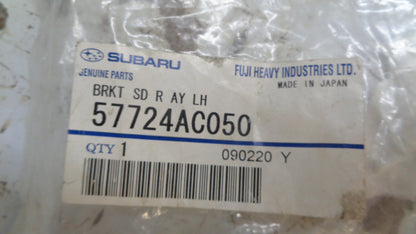 SUBARU
GENUINE PARTS
FUJI HEAVY INDUSTRIES LTD.
MADE IN JAPAN
BRKT SD R AY LH
57724AC050
QTY 1
090220 Y